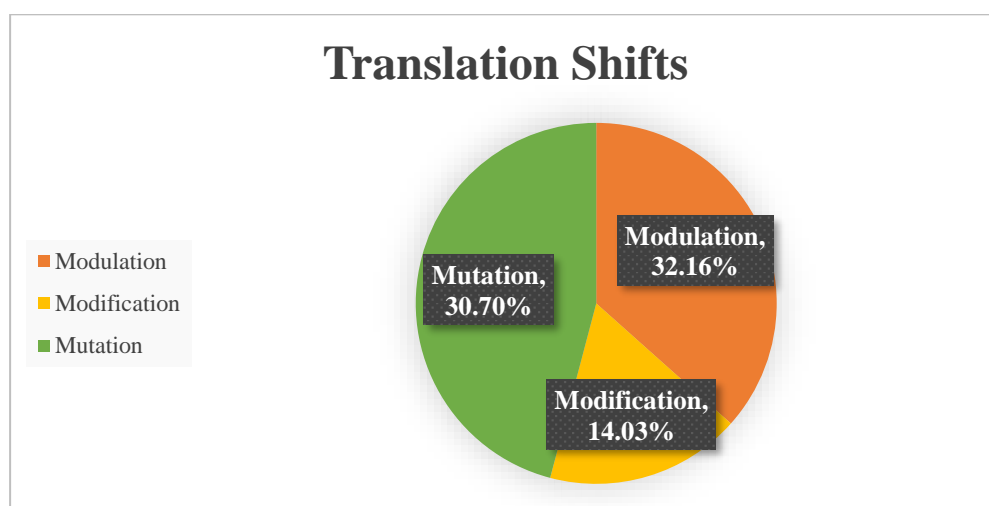 Translation Shifts
Modulation
Modification
Mutation
Modulation,
32.16%
Mutation,
30.70%
Modification,
14.03%